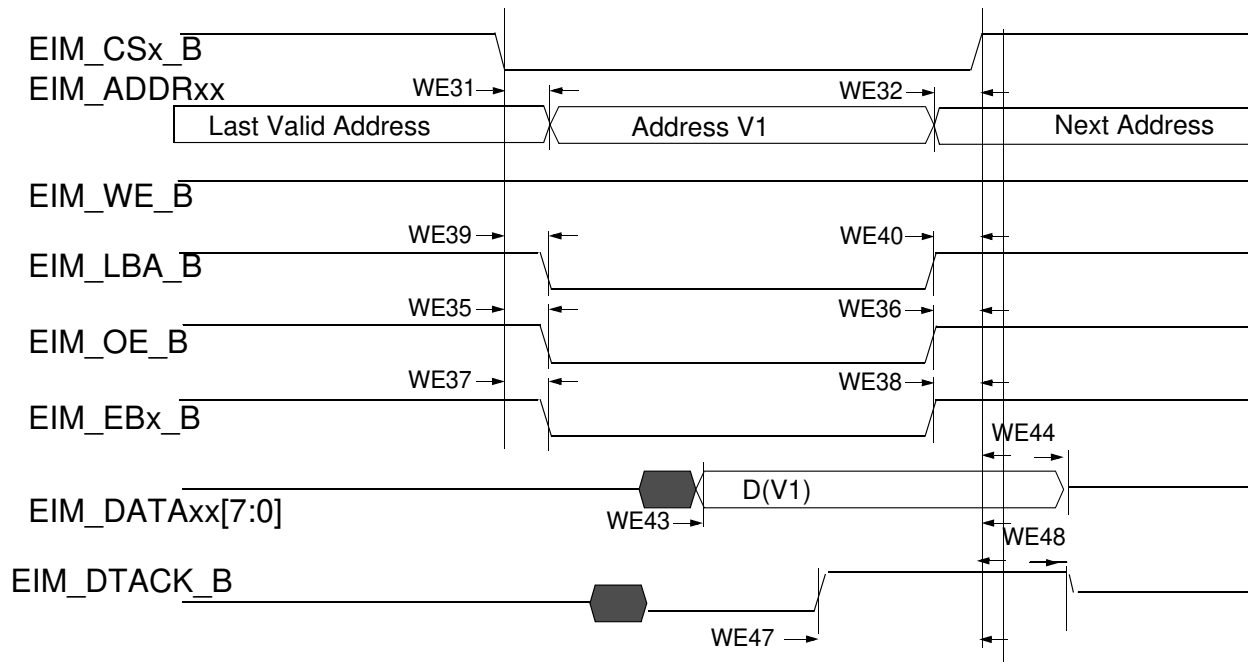 EIM_CSx_B
EIM_ADDRxx
WE31
WE32
Last Valid Address
Address V1
Next Address
EIM_WE_B
WE39
WE40
EIM_LBA_B
WE35
WE36
EIM_OE_B
WE37
WE38
EIM_EBx_B
WE44
D(V1)
EIM_DATAxx[7:0]
WE43
WE48
EIM_DTACK_B
WE47